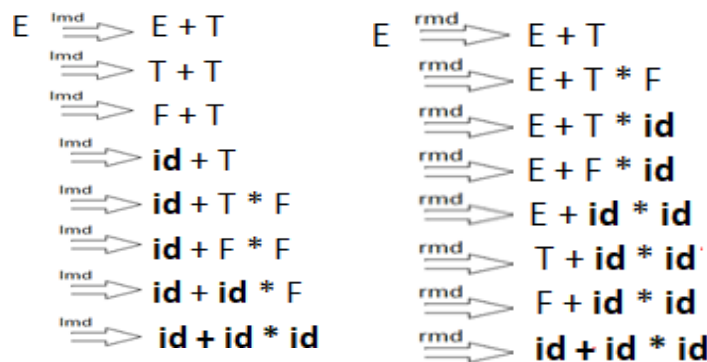 E lmd E + T
lmd T + T
lmd F + T
lmd id + T
lmd id + T * F
lmd id + F * F
lmd id + id * F
lmd id + id * id
E rmd E + T
rmd E + T * F
rmd E + T * id
rmd E + F * id
rmd E + id * id
rmd T + id * id
rmd F + id * id
rmd id + id * id